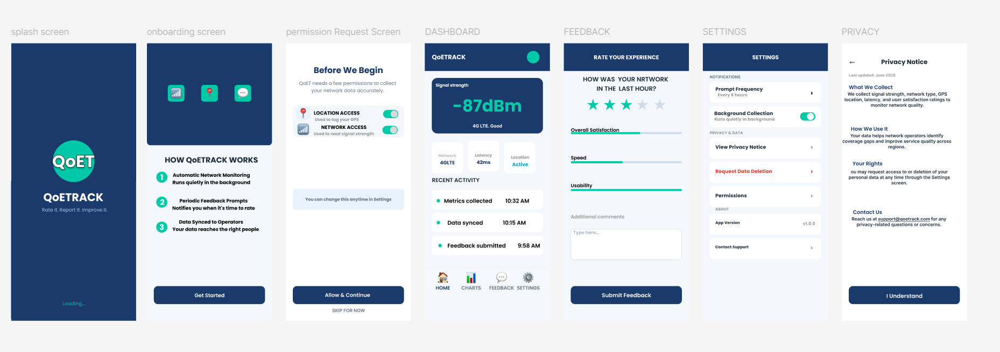 splash screen
QoET
QoETRACK
Rate It. Report It. Improve It.
Loading...
onboarding screen
HOW QoETRACK WORKS
1
Automatic Network Monitoring
Runs quietly in the background
2
Periodic Feedback Prompts
Notifies you when it's time to rate
3
Data Synced to Operators
Your data reaches the right people
Get Started
permission Request Screen
Before We Begin
QoET needs a few permissions to collect
your network data accurately.
LOCATION ACCESS
Used to tag your GPS
NETWORK ACCESS
Used to read signal strength
You can change this anytime in Settings
Allow & Continue
SKIP FOR NOW
DASHBOARD
QoETRACK
Signal strength
-87dBm
4G LTE. Good
Network
4GLTE
Latency
42ms
Location
Active
RECENT ACTIVITY
Metrics collected 10:32 AM
Data synced 10:15 AM
Feedback submitted 9:58 AM
HOME CHARTS FEEDBACK SETTINGS
FEEDBACK
RATE YOUR EXPERIENCE
HOW WAS YOUR NRTWORK
IN THE LAST HOUR?
Overall Satisfaction
Speed
Usability
Additional comments
Type here...
Submit Feedback
SETTINGS
SETTINGS
NOTIFICATIONS
Prompt Frequency
Every 6 hours
Background Collection
Runs quietly in background
PRIVACY & DATA
View Privacy Notice
Request Data Deletion
Permissions
ABOUT
App Version v1.0.0
Contact Support
PRIVACY
← Privacy Notice
Last updated: June 2026
What We Collect
We collect signal strength, network type, GPS
location, latency, and user satisfaction ratings to
monitor network quality.
How We Use It
Your data helps network operators identify
coverage gaps and improve service quality across
regions.
Your Rights
ou may request access to or deletion of your
personal data at any time through the Settings
screen.
Contact Us
Reach us at support@qoetrack.com for any
privacy-related questions or concerns.
I Understand